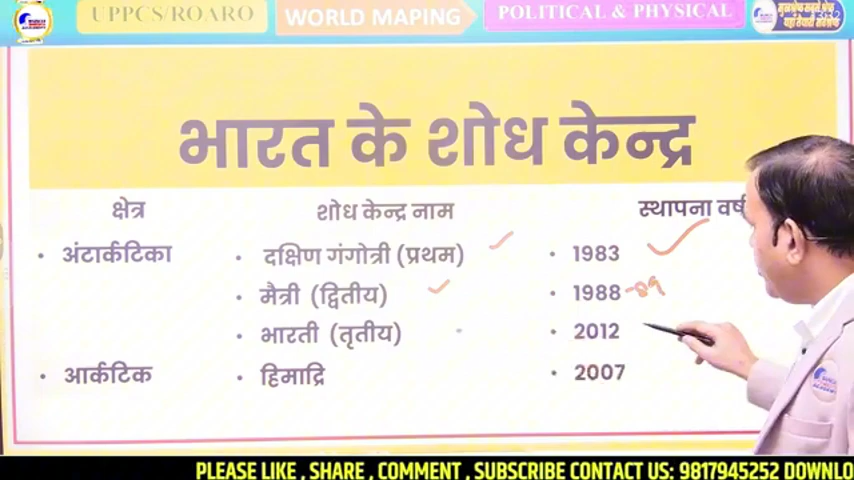 UPPCS/ROARO
WORLD MAPING
POLITICAL & PHYSICAL
भारत के शोध केन्द्र
क्षेत्र शोध केन्द्र नाम स्थापना वर्ष
• अंटार्कटिका • दक्षिण गंगोत्री (प्रथम) • 1983
• मैत्री (द्वितीय) • 1988 -89
• भारती (तृतीय) • 2012
• आर्कटिक • हिमाद्रि • 2007
PLEASE LIKE , SHARE , COMMENT , SUBSCRIBE CONTACT US: 9817945252 DOWNLO